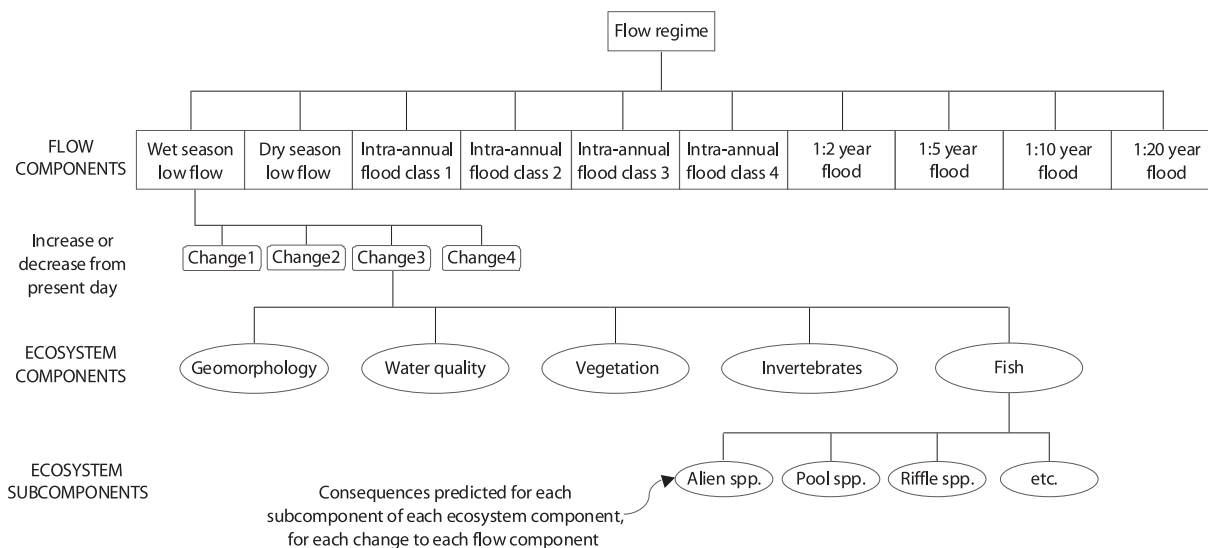 Flow regime
FLOW
COMPONENTS
Wet season
low flow
Dry season
low flow
Intra-annual
flood class 1
Intra-annual
flood class 2
Intra-annual
flood class 3
Intra-annual
flood class 4
1:2 year
flood
1:5 year
flood
1:10 year
flood
1:20 year
flood
Increase or
decrease from
present day
Change1
Change2
Change3
Change4
ECOSYSTEM
COMPONENTS
Geomorphology
Water quality
Vegetation
Invertebrates
Fish
ECOSYSTEM
SUBCOMPONENTS
Alien spp.
Pool spp.
Riffle spp.
etc.
Consequences predicted for each
subcomponent of each ecosystem component,
for each change to each flow component